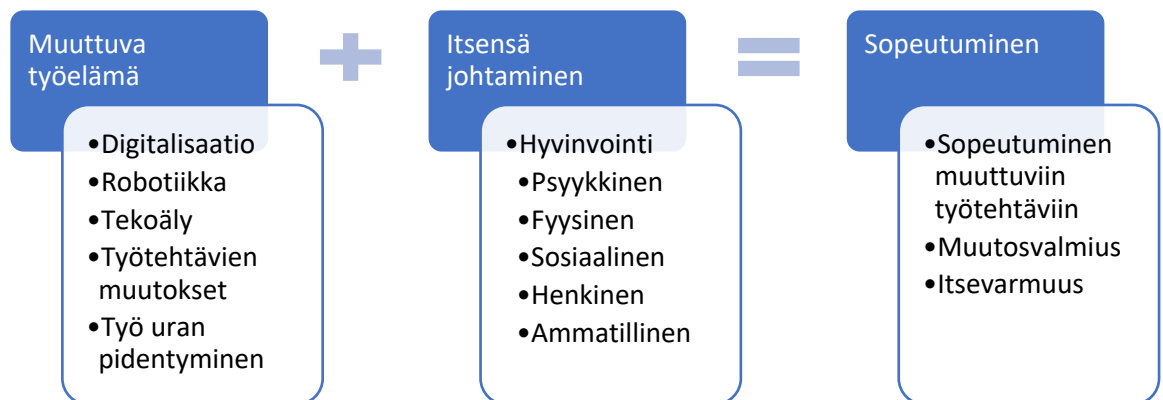 Muuttuva
työelämä
•Digitalisaatio
•Robotiikka
•Tekoäly
•Työtehtävien
muutokset
•Työ uran
pidentyminen
+
Itsensä
johtaminen
•Hyvinvointi
•Psyykkinen
•Fyysinen
•Sosiaalinen
•Henkinen
•Ammatillinen
=
Sopeutuminen
•Sopeutuminen
muuttuviin
työtehtäviin
•Muutosvalmius
•Itsevarmuus